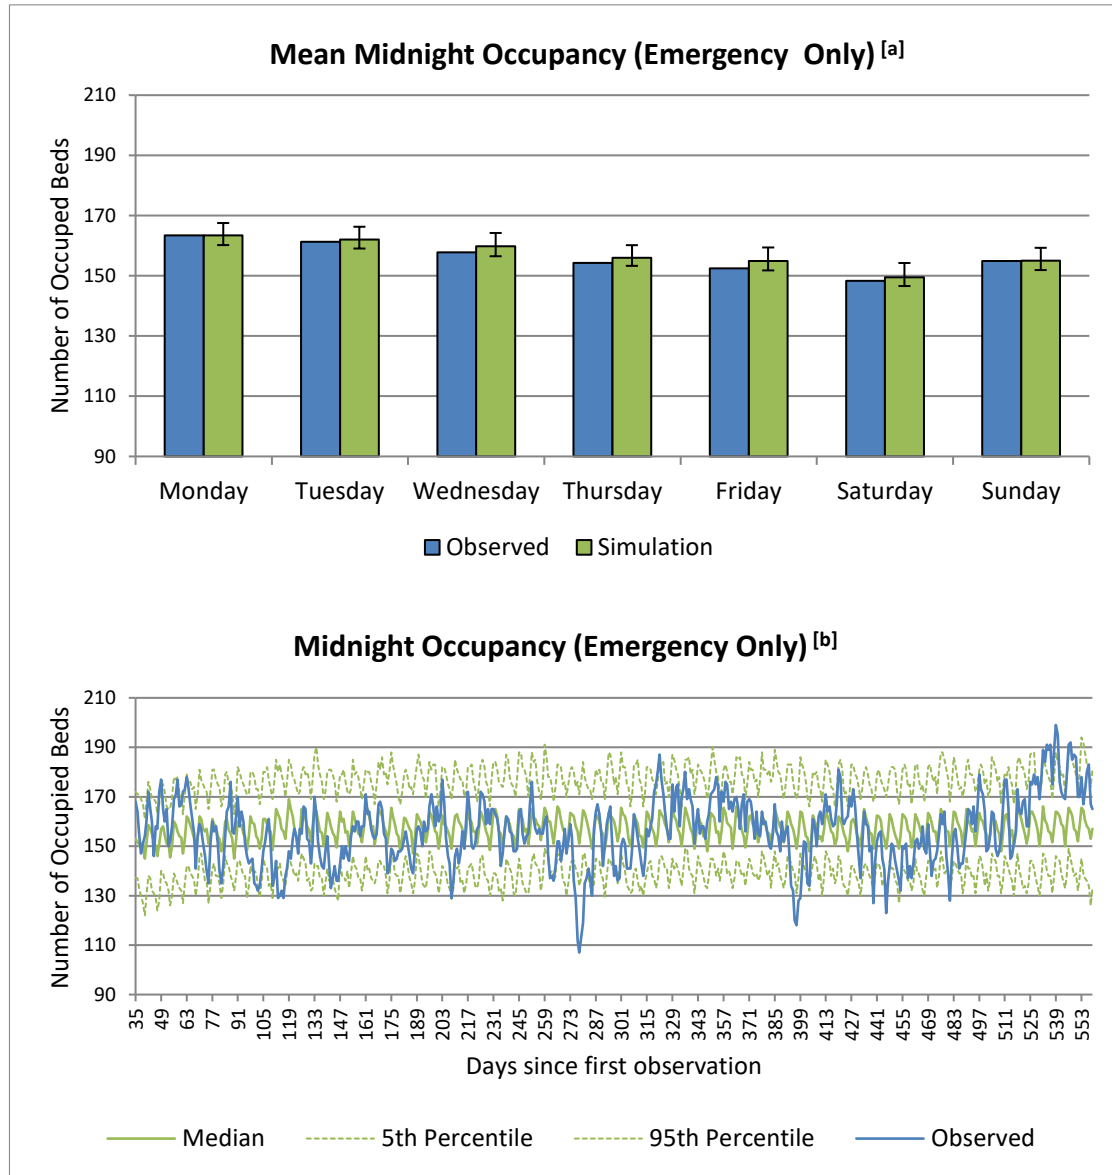 Mean Midnight Occupancy (Emergency Only) [a]
Number of Occuped Beds
210
190
170
150
130
110
90
Monday Tuesday Wednesday Thursday Friday Saturday Sunday
Observed Simulation
Midnight Occupancy (Emergency Only) [b]
Number of Occupied Beds
210
190
170
150
130
110
90
35 49 63 77 91 105 119 133 147 161 175 189 203 217 231 245 259 273 287 301 315 329 343 357 371 385 399 413 427 441 455 469 483 497 511 525 539 553
Days since first observation
Median 5th Percentile 95th Percentile Observed